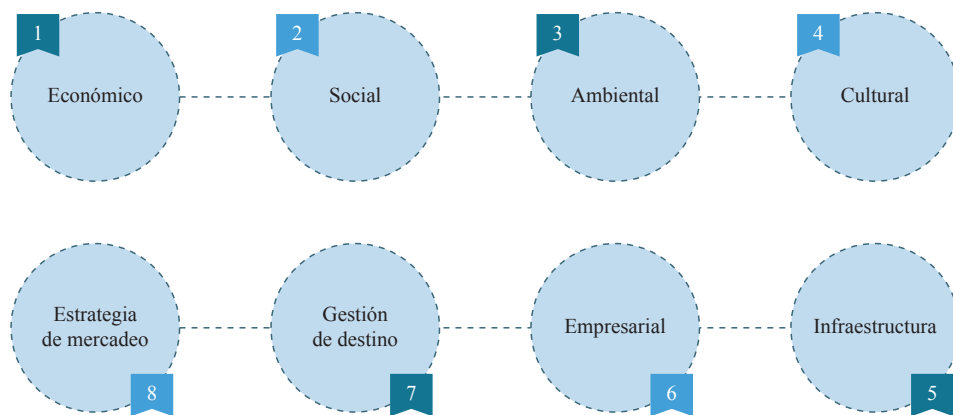 1
Económico
2
Social
3
Ambiental
4
Cultural
Estrategia
de mercadeo
8
Gestión
de destino
7
Empresarial
6
Infraestructura
5